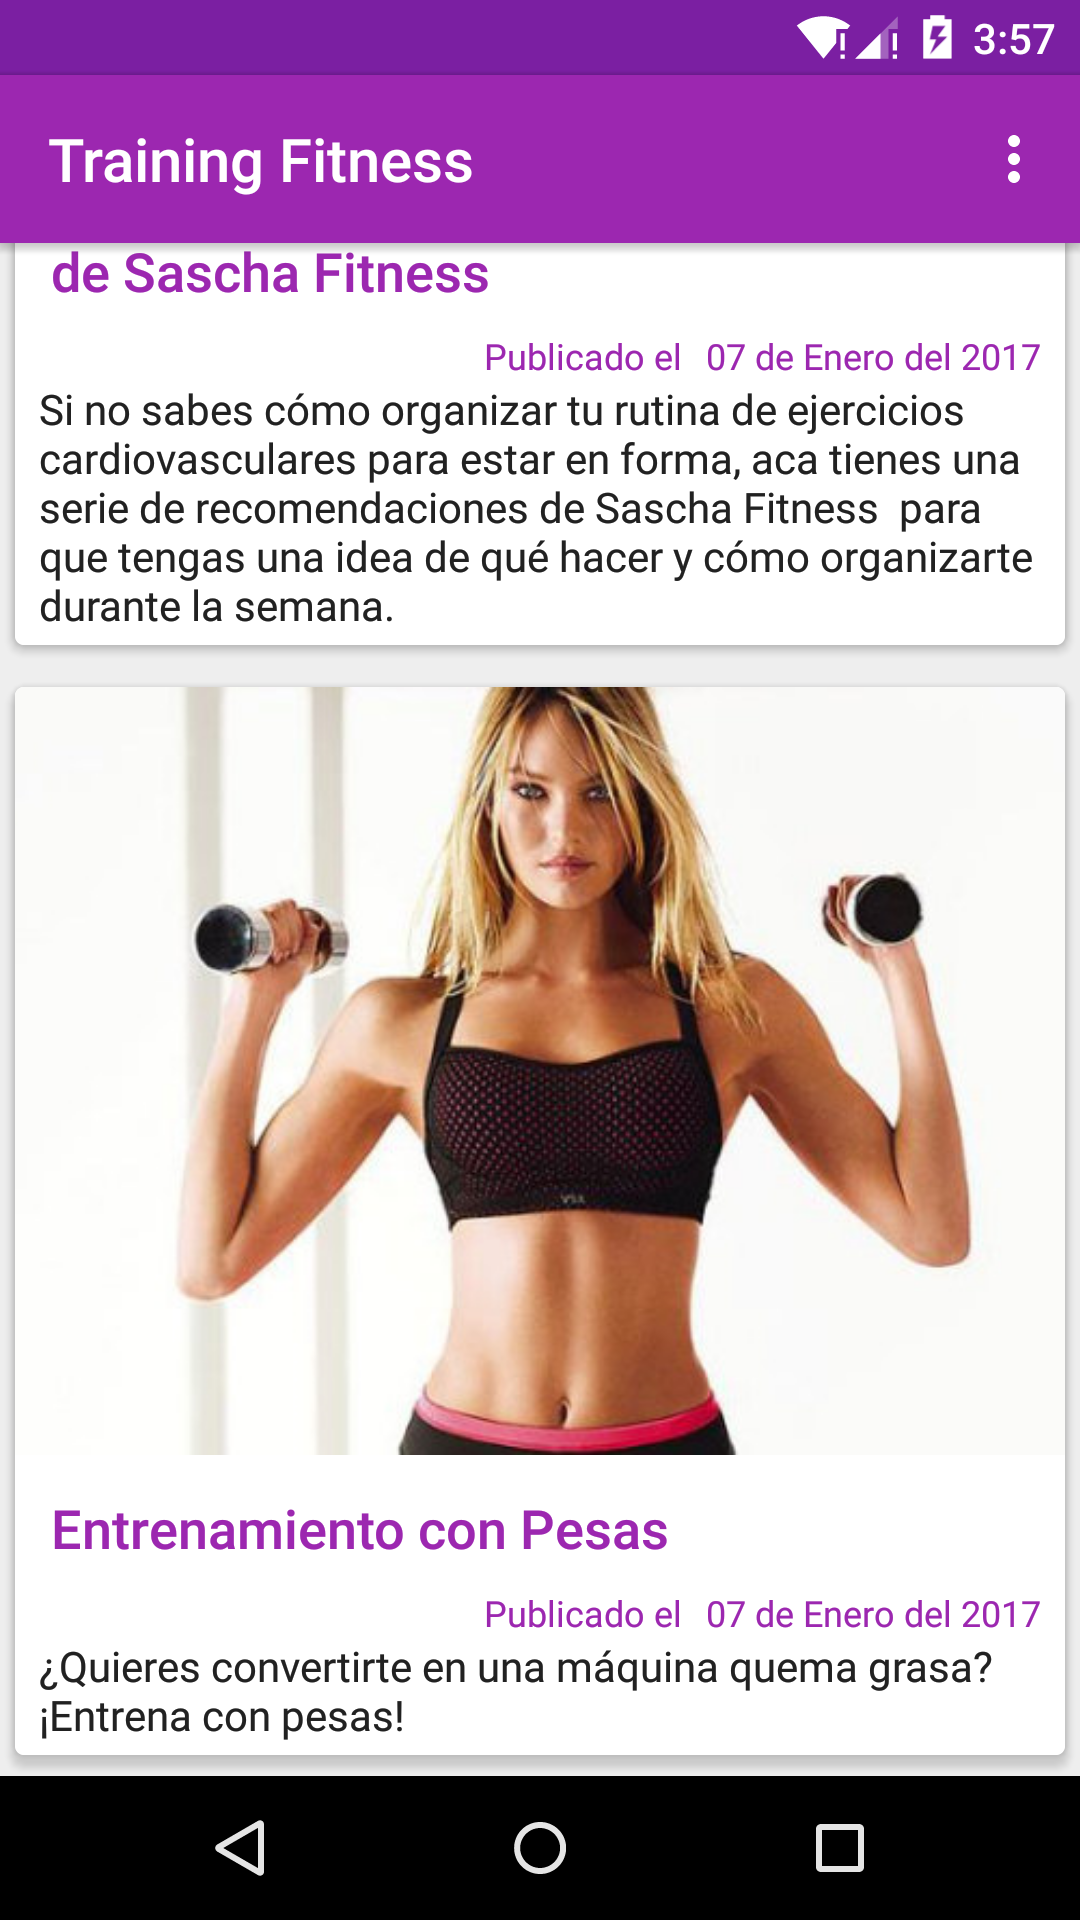 3:57
Training Fitness
de Sascha Fitness
Publicado el 07 de Enero del 2017
Si no sabes cómo organizar tu rutina de ejercicios
cardiovasculares para estar en forma, aca tienes una
serie de recomendaciones de Sascha Fitness para
que tengas una idea de qué hacer y cómo organizarte
durante la semana.
Entrenamiento con Pesas
Publicado el 07 de Enero del 2017
¿Quieres convertirte en una máquina quema grasa?
¡Entrena con pesas!